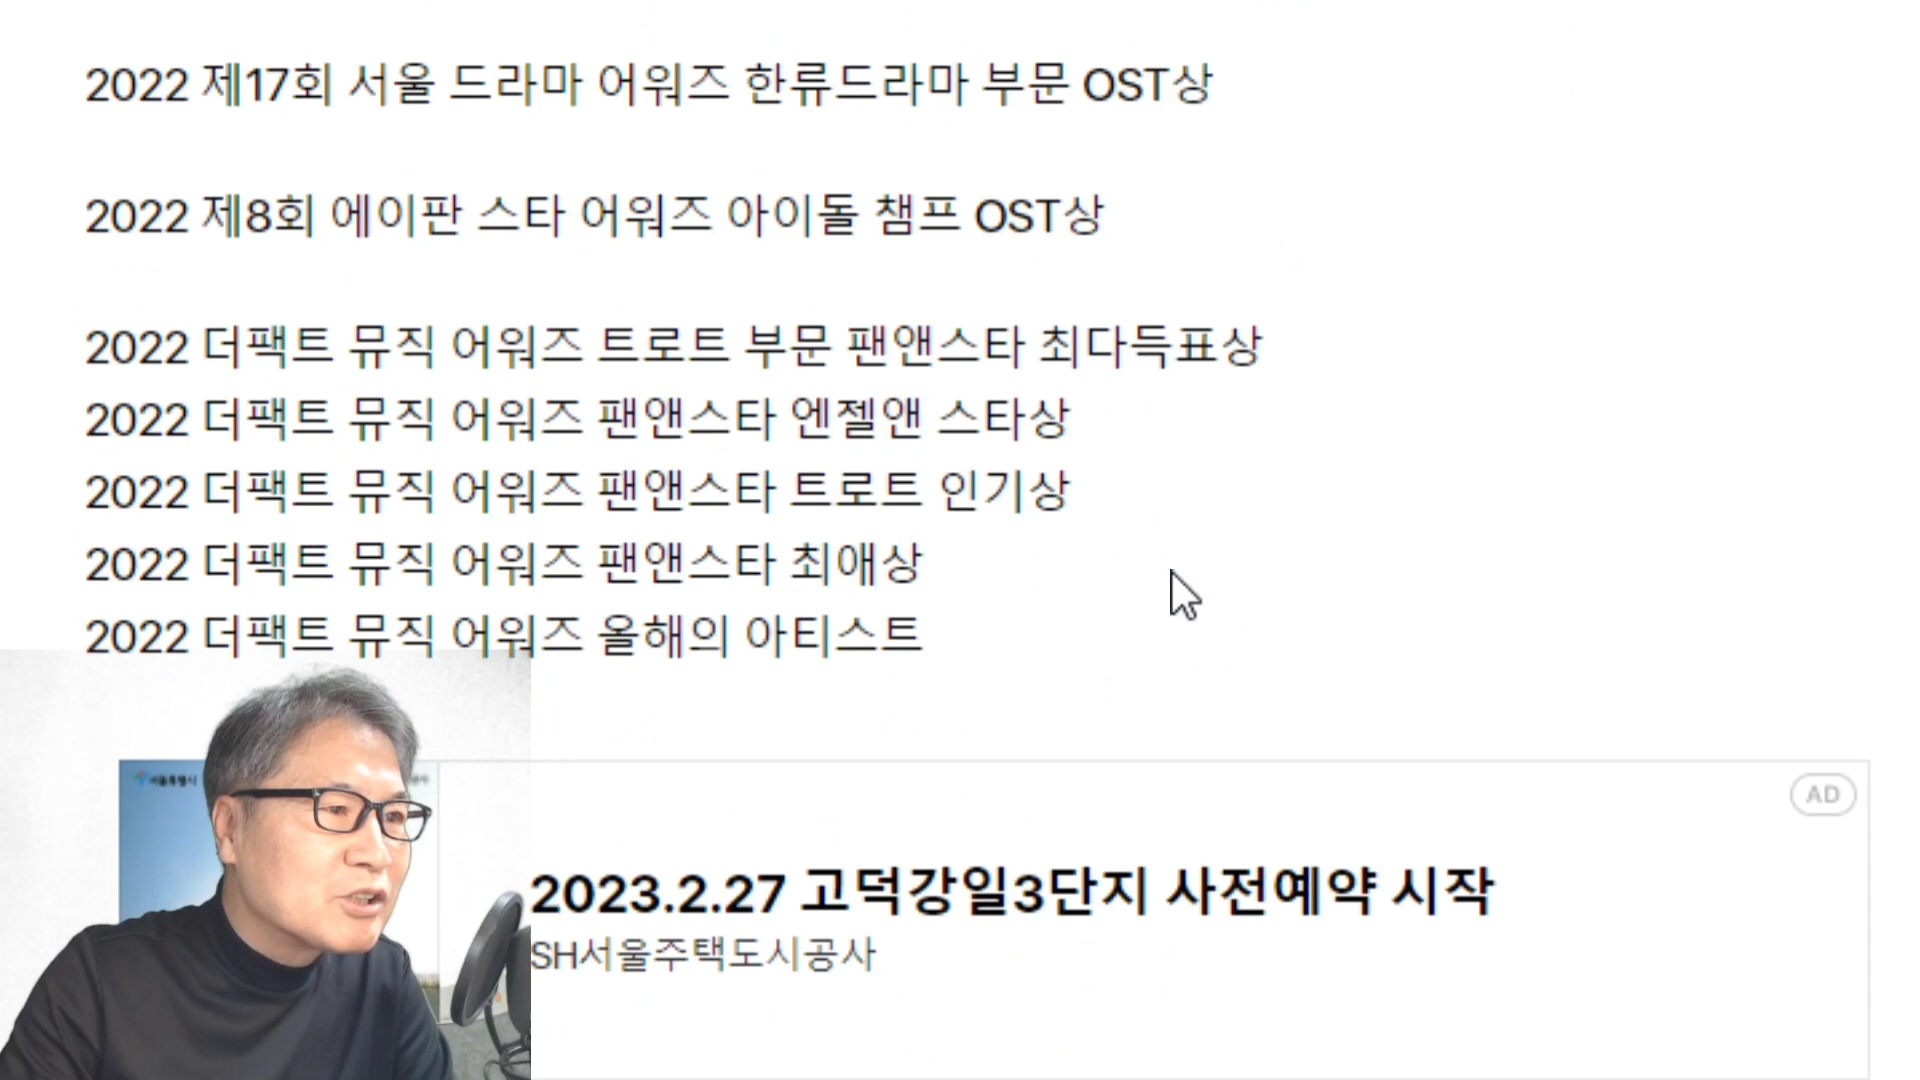 2022 제17회 서울 드라마 어워즈 한류드라마 부문 OST상
2022 제8회 에이판 스타 어워즈 아이돌 챔프 OST상
2022 더팩트 뮤직 어워즈 트로트 부문 팬앤스타 최다득표상
2022 더팩트 뮤직 어워즈 팬앤스타 엔젤앤 스타상
2022 더팩트 뮤직 어워즈 팬앤스타 트로트 인기상
2022 더팩트 뮤직 어워즈 팬앤스타 최애상
2022 더팩트 뮤직 어워즈 올해의 아티스트
서울특별시
AD
2023.2.27 고덕강일3단지 사전예약 시작
SH서울주택도시공사